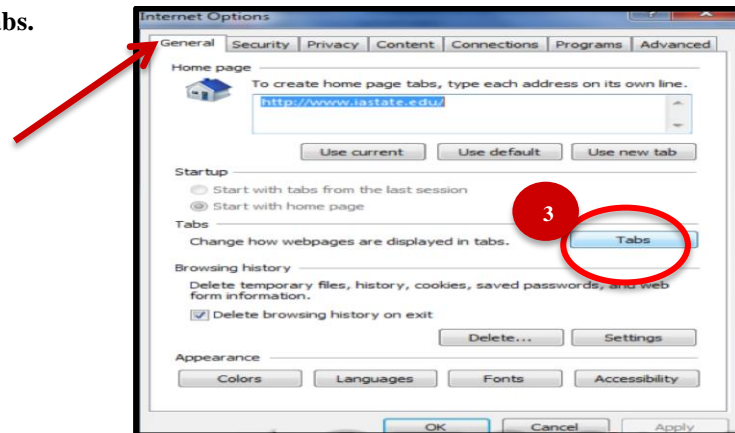 bs.
Internet Options
General Security Privacy Content Connections Programs Advanced
Home page
To create home page tabs, type each address on its own line.
http://www.iastate.edu/
Use current Use default Use new tab
Startup
Start with tabs from the last session
Start with home page
3
Tabs
Change how webpages are displayed in tabs. Tabs
Browsing history
Delete temporary files, history, cookies, saved passwords, and web
form information.
Delete browsing history on exit
Delete... Settings
Appearance
Colors Languages Fonts Accessibility
OK Cancel Apply